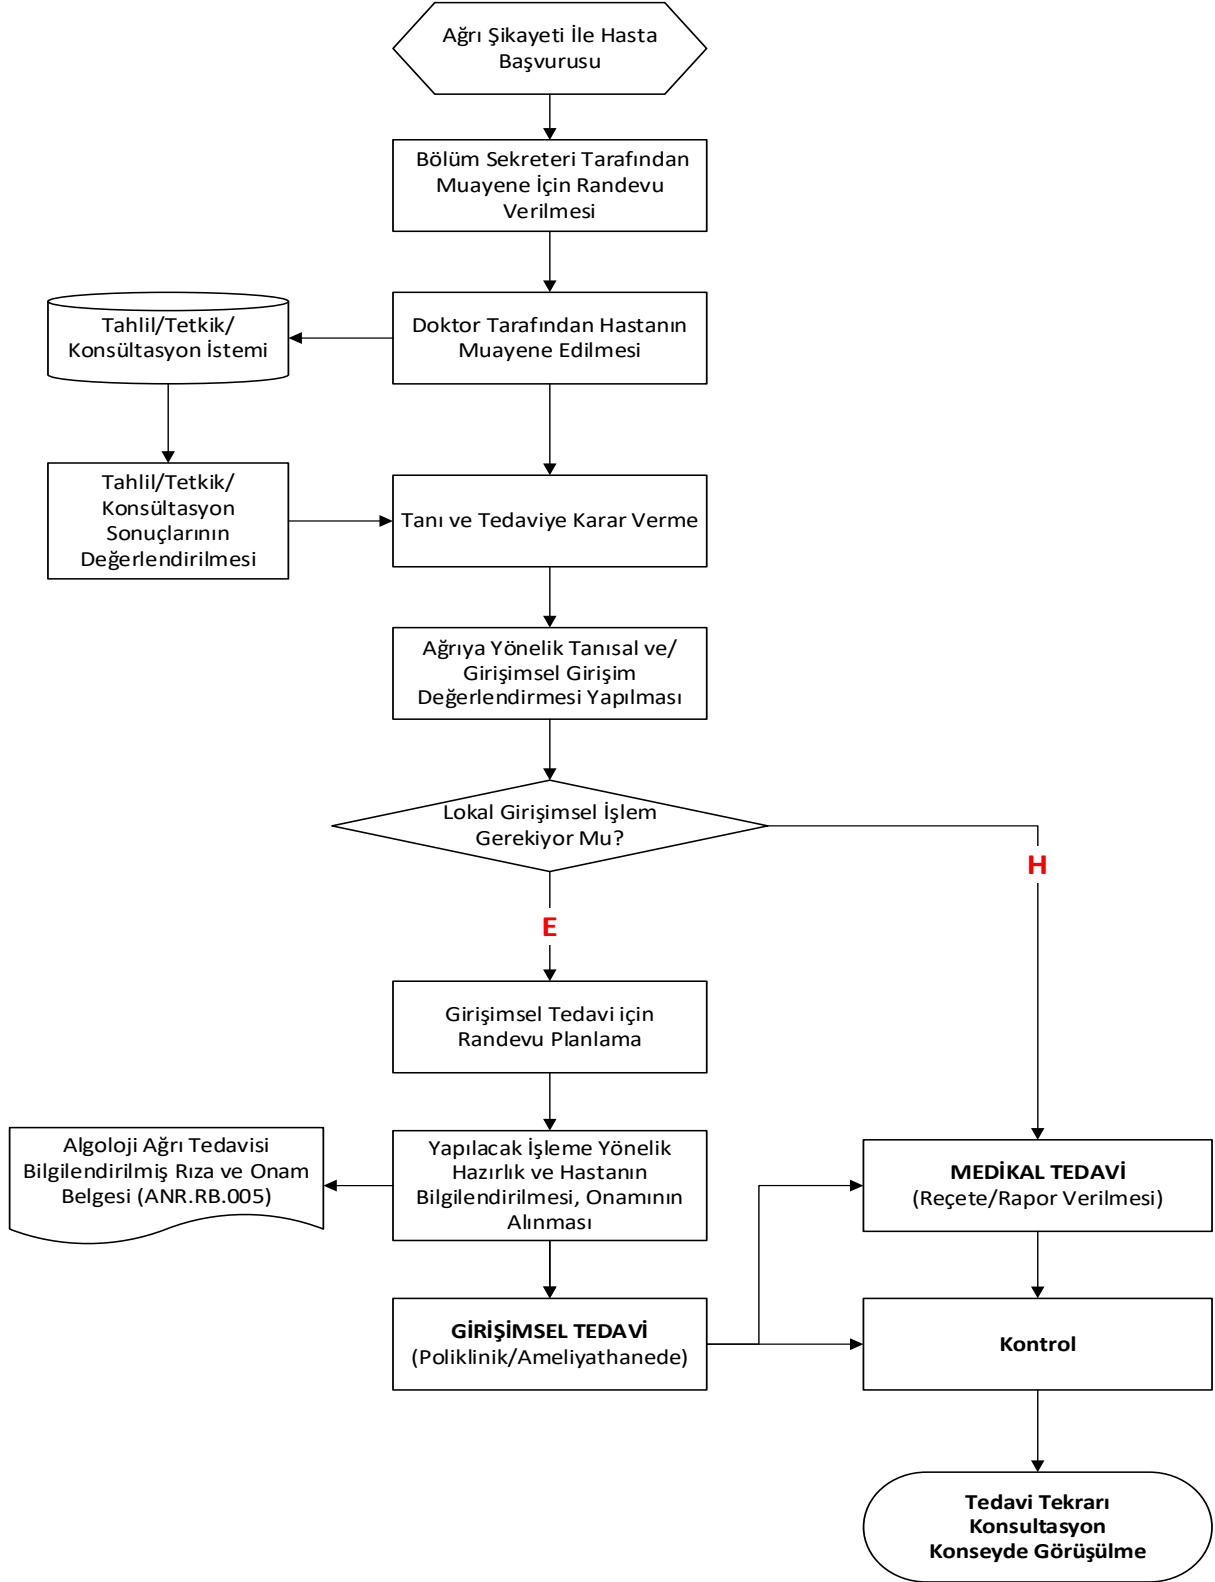 Ağrı Şikayeti İle Hasta
Başvurusu
Bölüm Sekreteri Tarafından
Muayene İçin Randevu
Verilmesi
Tahlil/Tetkik/
Konsültasyon İstemi
Doktor Tarafından Hastanın
Muayene Edilmesi
Tahlil/Tetkik/
Konsültasyon
Sonuçlarının
Değerlendirilmesi
Tanı ve Tedaviye Karar Verme
Ağrıya Yönelik Tanısal ve/
Girişimsel Girişim
Değerlendirmesi Yapılması
Lokal Girişimsel İşlem
Gerekiyor Mu?
H
E
Girişimsel Tedavi için
Randevu Planlama
Algoloji Ağrı Tedavisi
Bilgilendirilmiş Rıza ve Onam
Belgesi (ANR.RB.005)
Yapılacak İşleme Yönelik
Hazırlık ve Hastanın
Bilgilendirilmesi, Onamının
Alınması
MEDİKAL TEDAVİ
(Reçete/Rapor Verilmesi)
GİRİŞİMSEL TEDAVİ
(Poliklinik/Ameliyathanede)
Kontrol
Tedavi Tekrarı
Konsultasyon
Konseyde Görüşülme